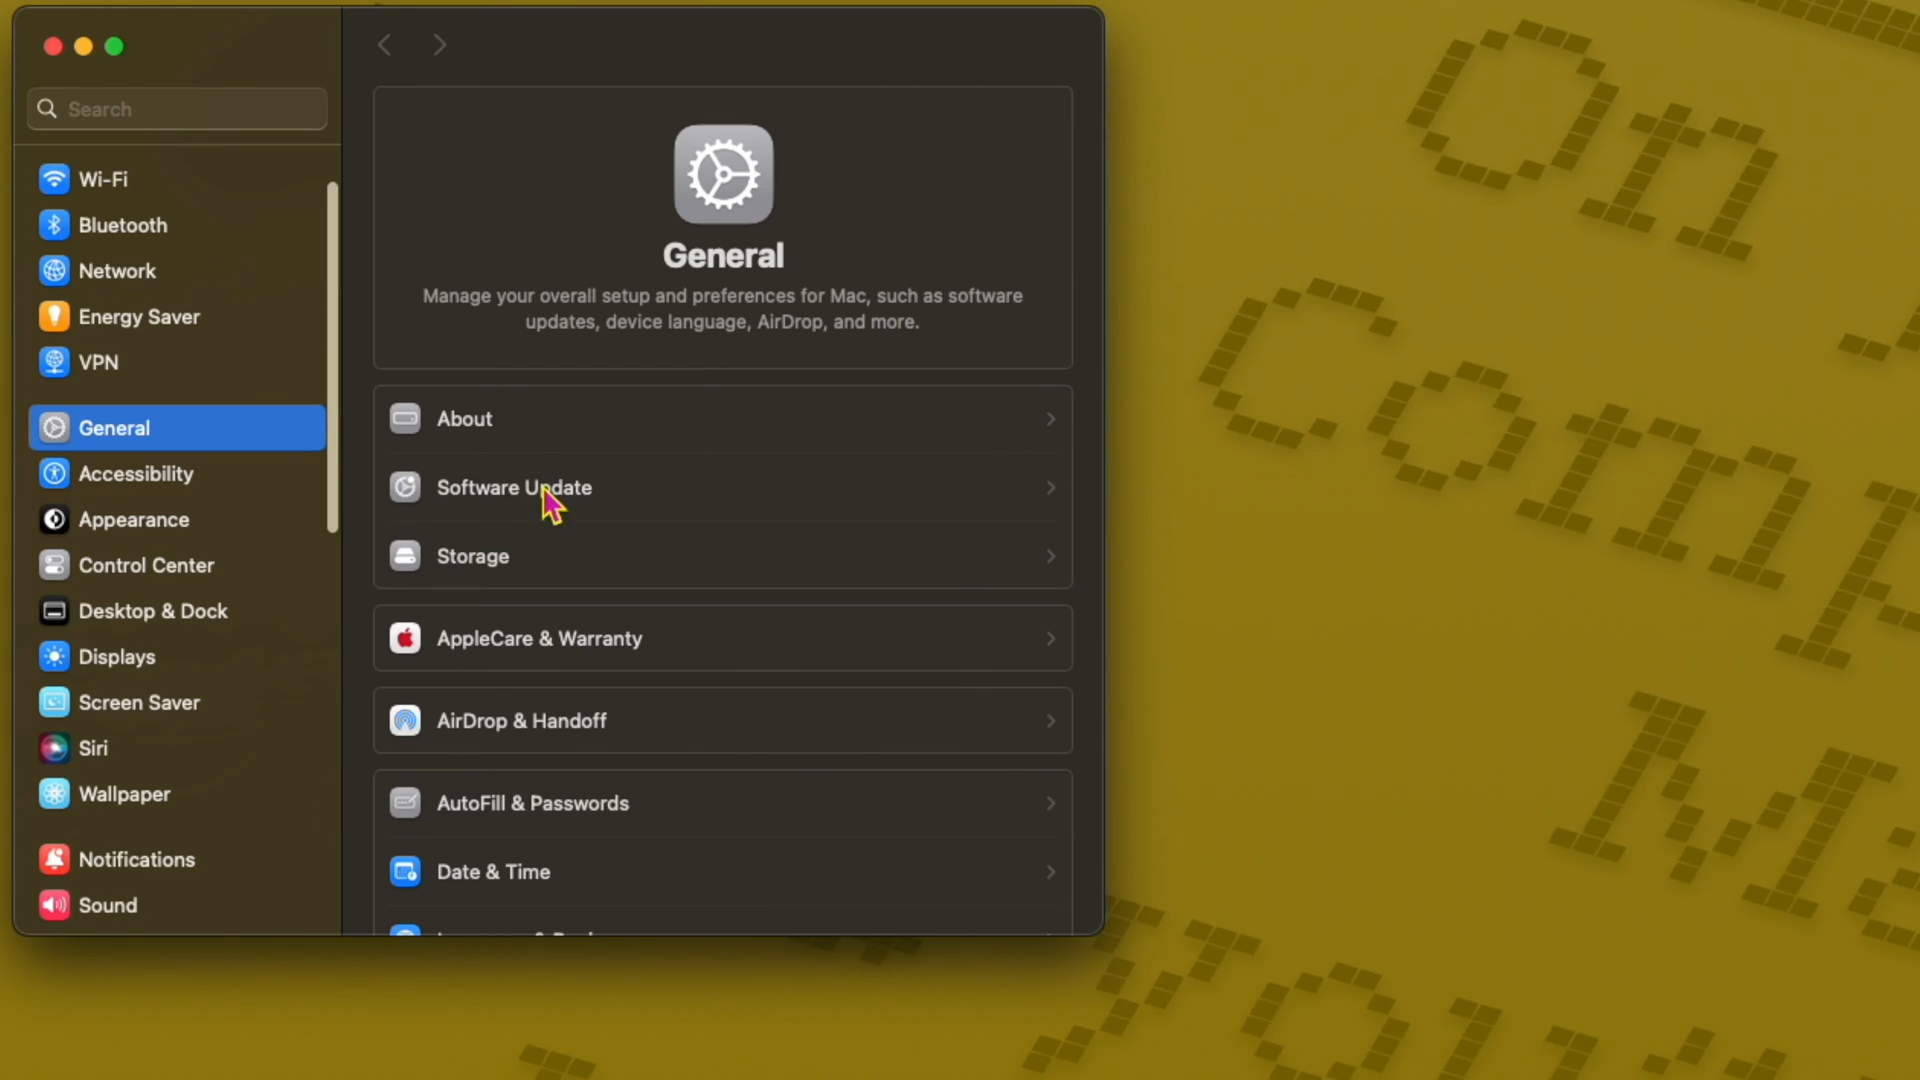 Search
Wi-Fi
Bluetooth
Network
Energy Saver
VPN
General
Accessibility
Appearance
Control Center
Desktop & Dock
Displays
Screen Saver
Siri
Wallpaper
Notifications
Sound
General
Manage your overall setup and preferences for Mac, such as software
updates, device language, AirDrop, and more.
About
Software Update
Storage
AppleCare & Warranty
AirDrop & Handoff
AutoFill & Passwords
Date & Time
On